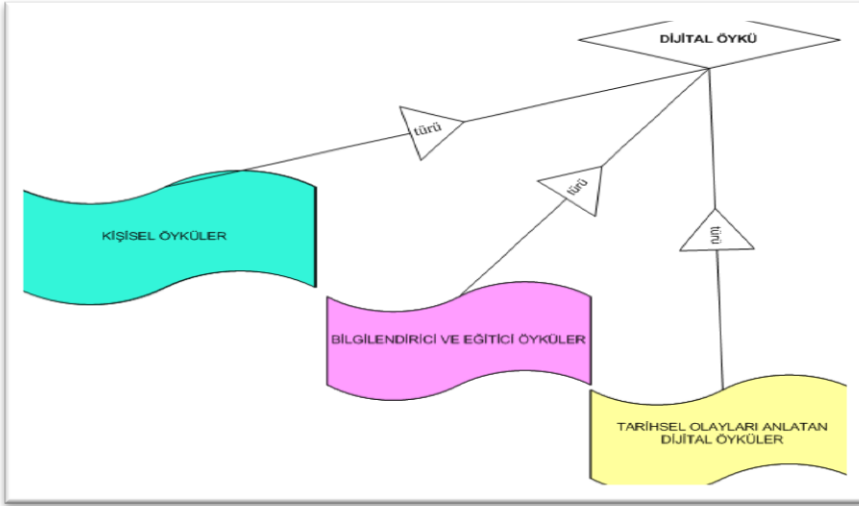 DİJİTAL ÖYKÜ
türü
türü
türü
KİŞİSEL ÖYKÜLER
BİLGİLENDİRİCİ VE EĞİTİCİ ÖYKÜLER
TARİHSEL OLAYLARI ANLATAN
DİJİTAL ÖYKÜLER